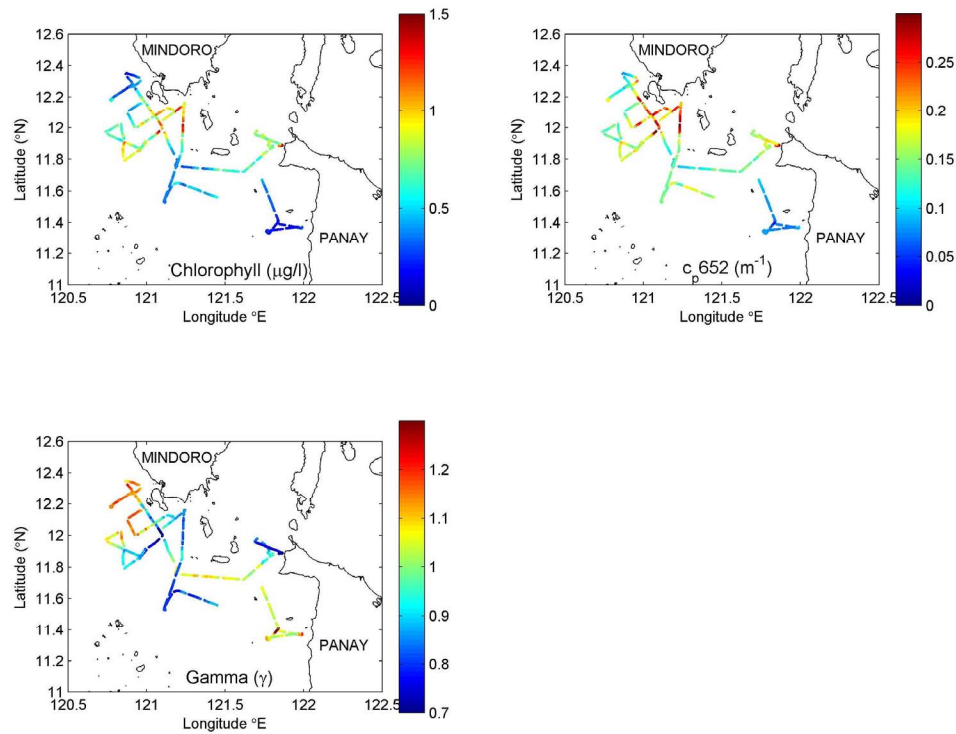 12.6
12.4
12.2
12
11.8
11.6
11.4
11.2
11
Latitude (°N)
MINDORO
PANAY
Chlorophyll (μg/l)
120.5 121 121.5 122 122.5
Longitude °E
1.5
1
0.5
0
12.6
12.4
12.2
12
11.8
11.6
11.4
11.2
11
Latitude (°N)
MINDORO
PANAY
cp652 (m-1)
120.5 121 121.5 122 122.5
Longitude °E
0.25
0.2
0.15
0.1
0.05
0
12.6
12.4
12.2
12
11.8
11.6
11.4
11.2
11
Latitude (°N)
MINDORO
PANAY
Gamma (γ)
120.5 121 121.5 122 122.5
Longitude °E
1.2
1.1
1
0.9
0.8
0.7